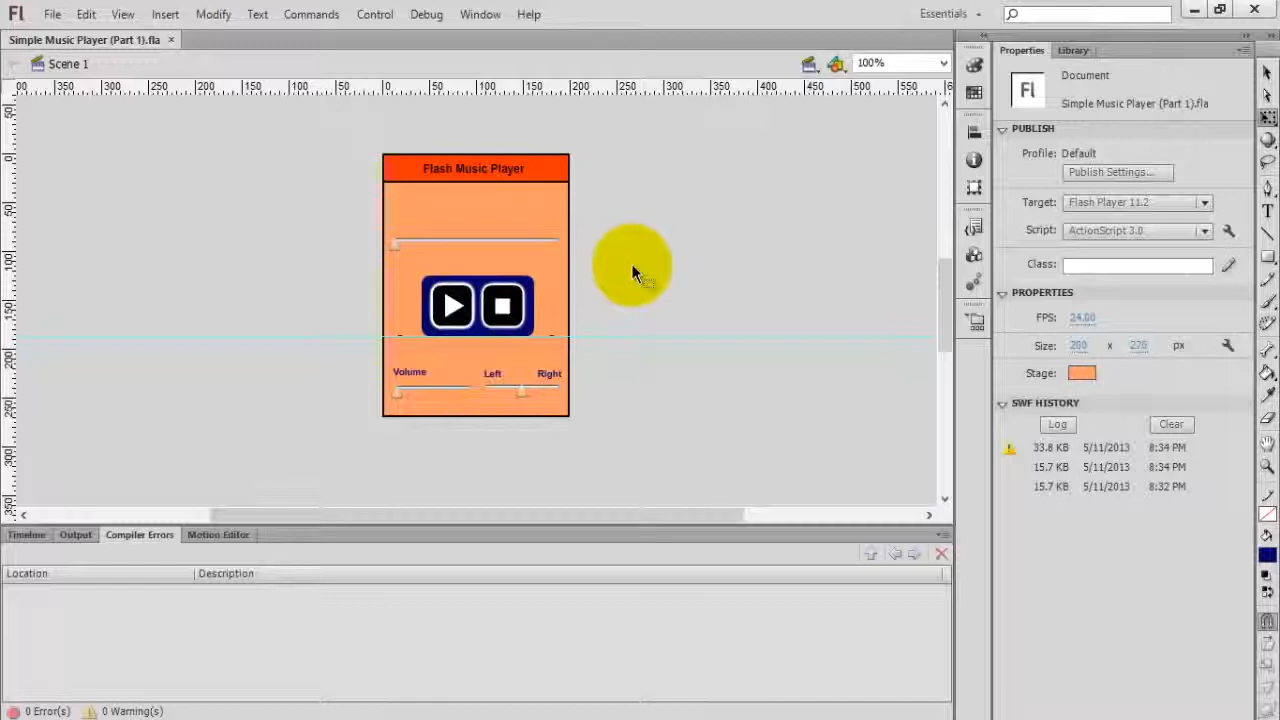 Fl File Edit View Insert Modify Text Commands Control Debug Window Help Essentials
Simple Music Player (Part 1).fla ×
Scene 1 100%
Flash Music Player
Volume Left Right
Timeline Output Compiler Errors Motion Editor
Location Description
0 Error(s) 0 Warning(s)
Properties Library
Fl Document
Simple Music Player (Part 1).fla
PUBLISH
Profile: Default
Publish Settings...
Target: Flash Player 11.2
Script: ActionScript 3.0
Class:
PROPERTIES
FPS: 24.00
Size: 200 x 270 px
Stage:
SWF HISTORY
Log Clear
33.8 KB 5/11/2013 8:34 PM
15.7 KB 5/11/2013 8:34 PM
15.7 KB 5/11/2013 8:32 PM